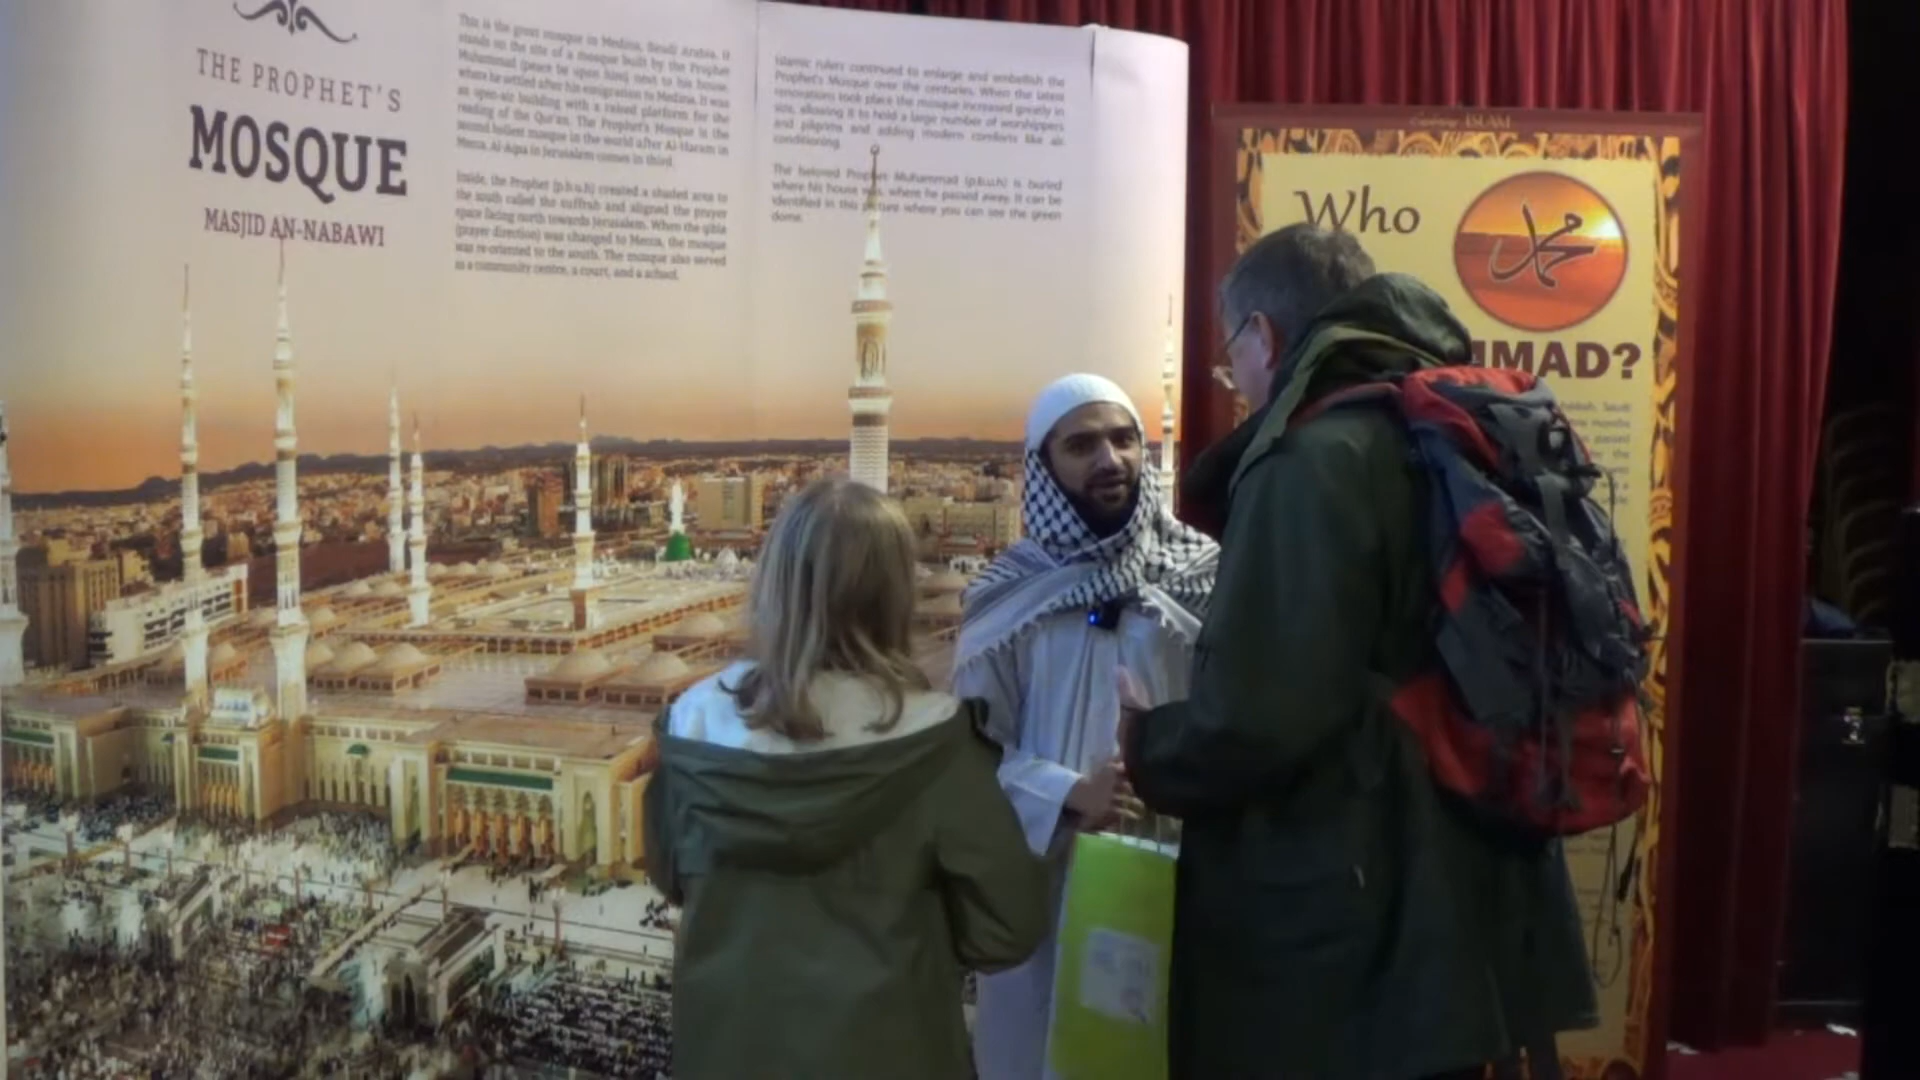 THE PROPHET'S
MOSQUE
MASJID AN-NABAWI
This is the great mosque in Medina, Saudi Arabia. It
stands on the site of a mosque built by the Prophet
Muhammad (peace be upon him) next to his house,
where he settled after his emigration to Medina. It was
an open-air building with a raised platform for the
reading of the Qur'an. The Prophet's Mosque is the
second holiest mosque in the world after Al-Haram in
Mecca. Al-Aqsa in Jerusalem comes in third.
Inside, the Prophet (p.b.u.h) created a shaded area to
the south called the suffrah and aligned the prayer
space facing north towards Jerusalem. When the qibla
(prayer direction) was changed to Mecca, the mosque
was re-oriented to the south. The mosque also served
as a community centre, a court, and a school.
Islamic rulers continued to enlarge and embellish the
Prophet's Mosque over the centuries. When the latest
renovations took place the mosque increased greatly in
size, allowing it to hold a large number of worshippers
and pilgrims and adding modern comforts like air
conditioning.
The beloved Prophet Muhammad (p.b.u.h) is buried
where his house was, where he passed away. It can be
identified in this picture where you can see the green
dome.
ISLAM
Who
محمد
MMAD?